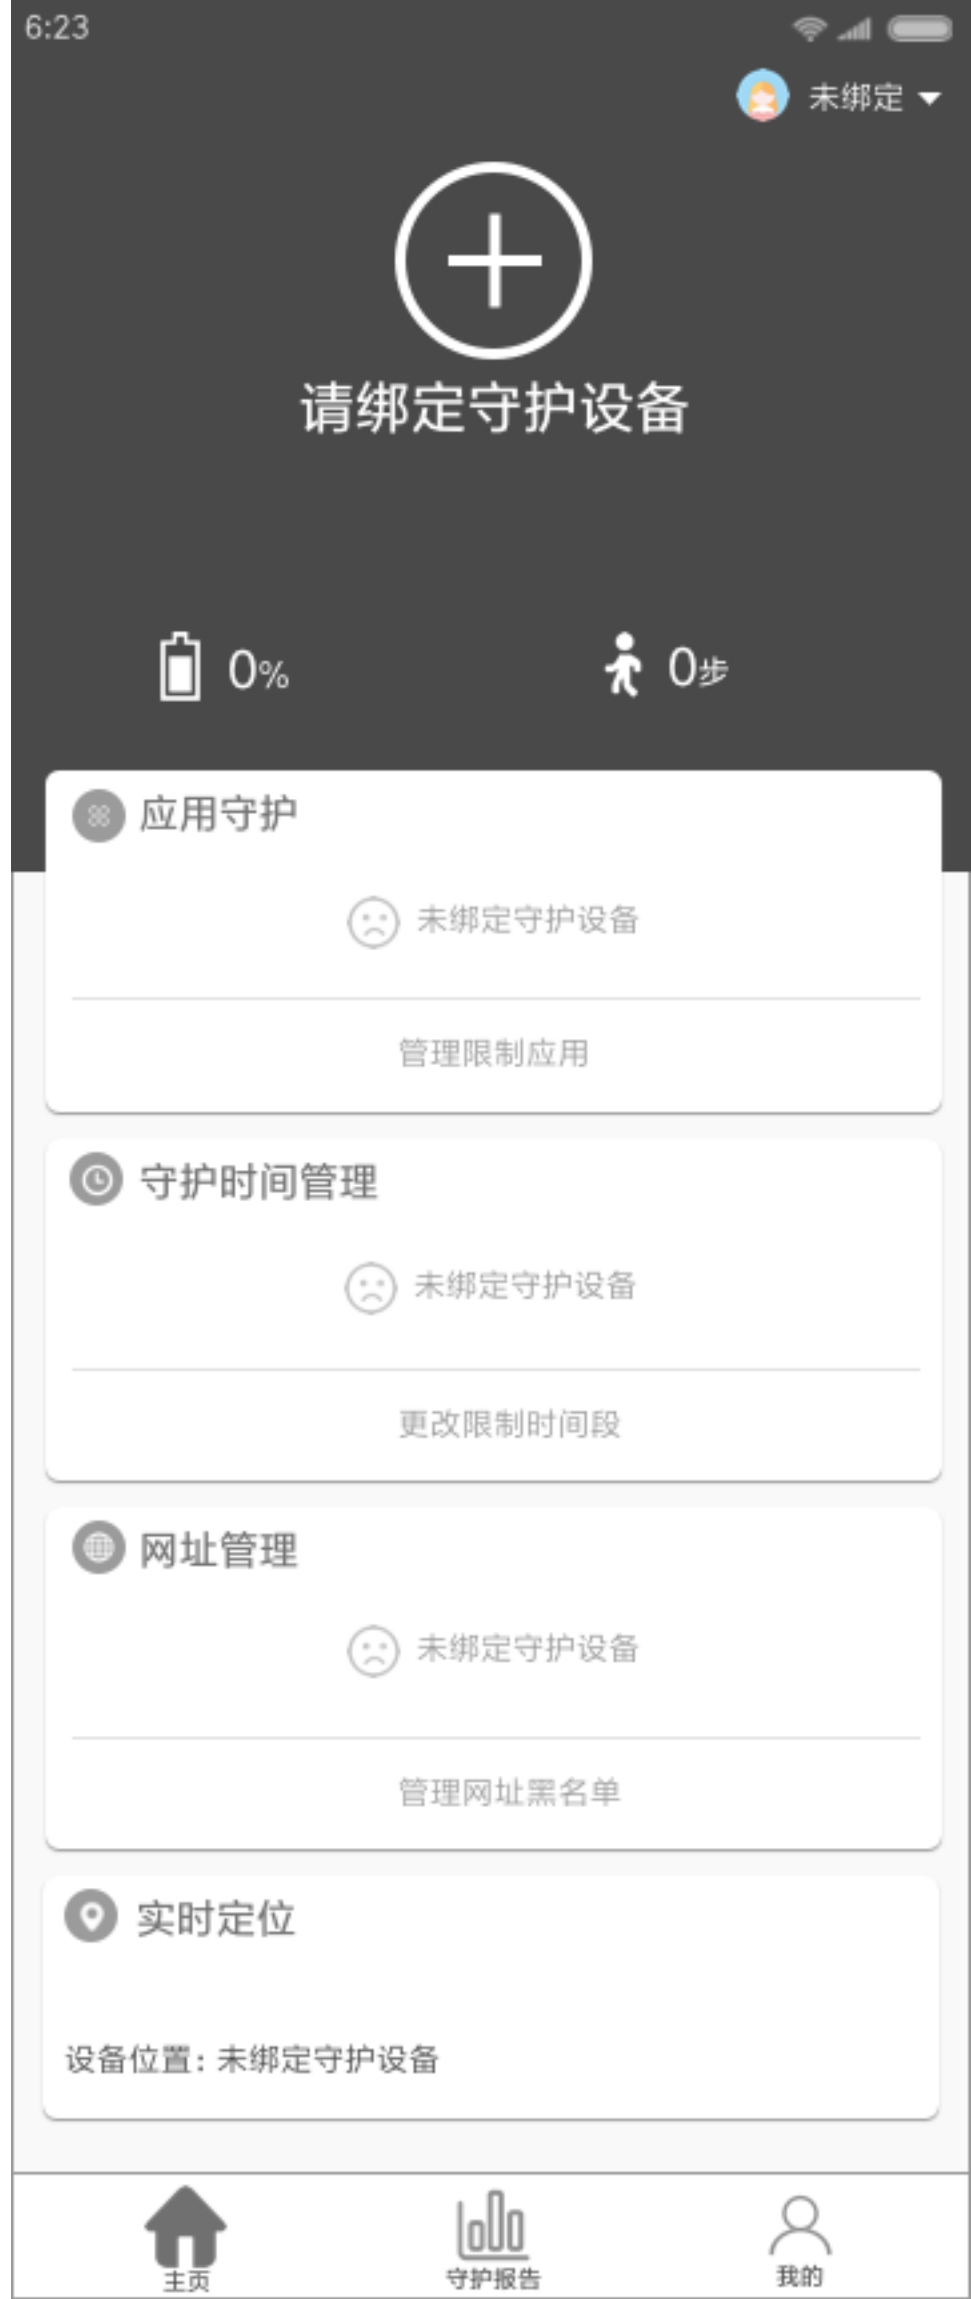 6:23
未绑定
请绑定守护设备
0%
0步
应用守护
未绑定守护设备
管理限制应用
守护时间管理
未绑定守护设备
更改限制时间段
网址管理
未绑定守护设备
管理网址黑名单
实时定位
设备位置：未绑定守护设备
主页
守护报告
我的